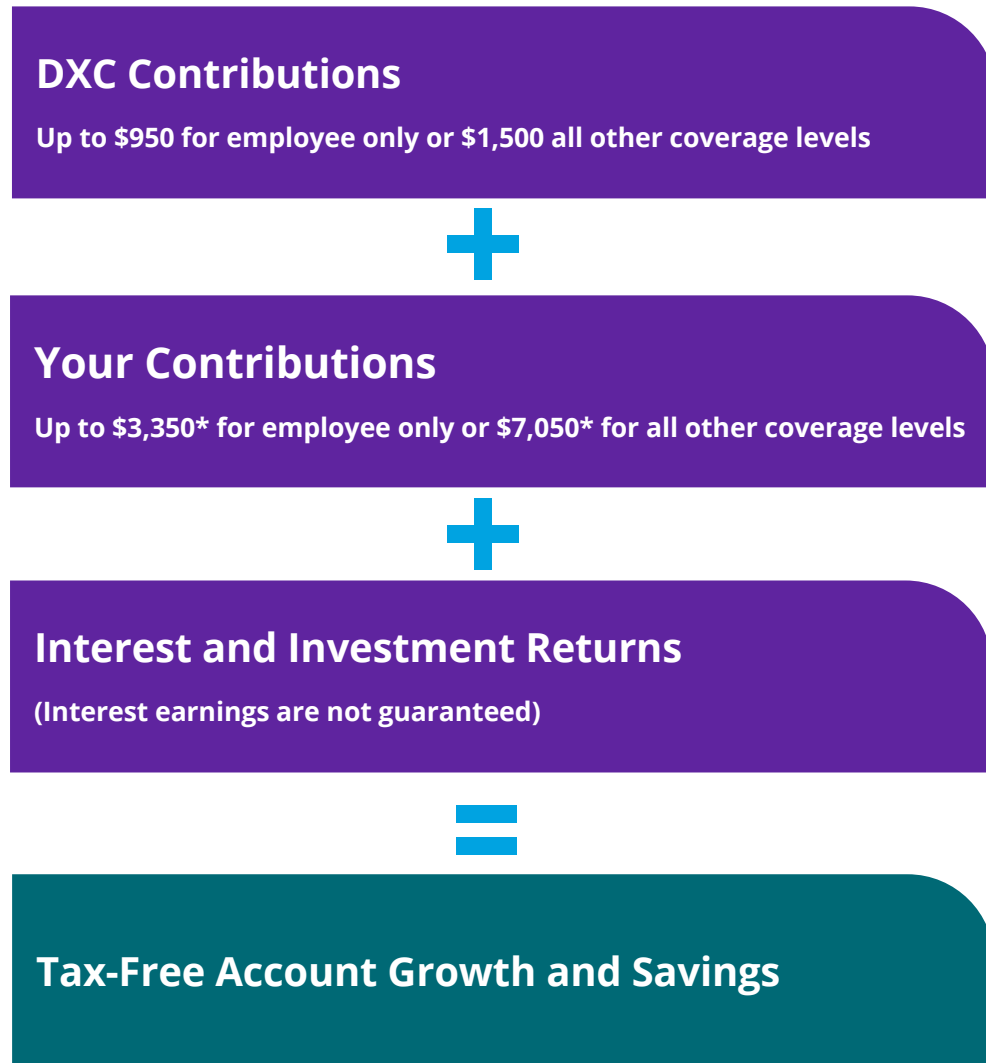 DXC Contributions
Up to $950 for employee only or $1,500 all other coverage levels
Your Contributions
Up to $3,350* for employee only or $7,050* for all other coverage levels
Interest and Investment Returns
(Interest earnings are not guaranteed)
Tax-Free Account Growth and Savings